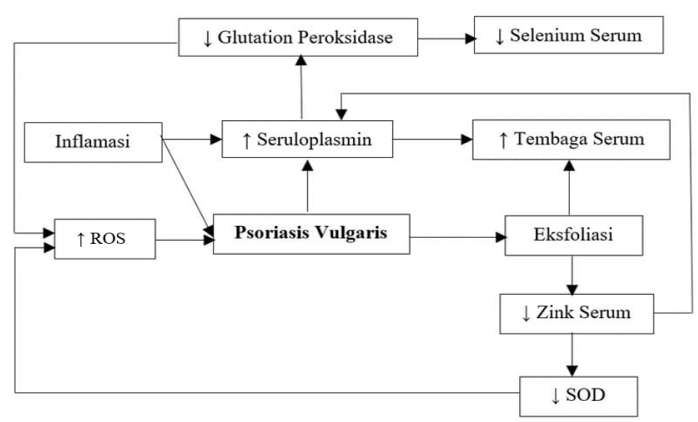 ↓ Glutation Peroksidase
↓ Selenium Serum
Inflamasi
↑ Seruloplasmin
↑ Tembaga Serum
↑ ROS
Psoriasis Vulgaris
Eksfoliasi
↓ Zink Serum
↓ SOD